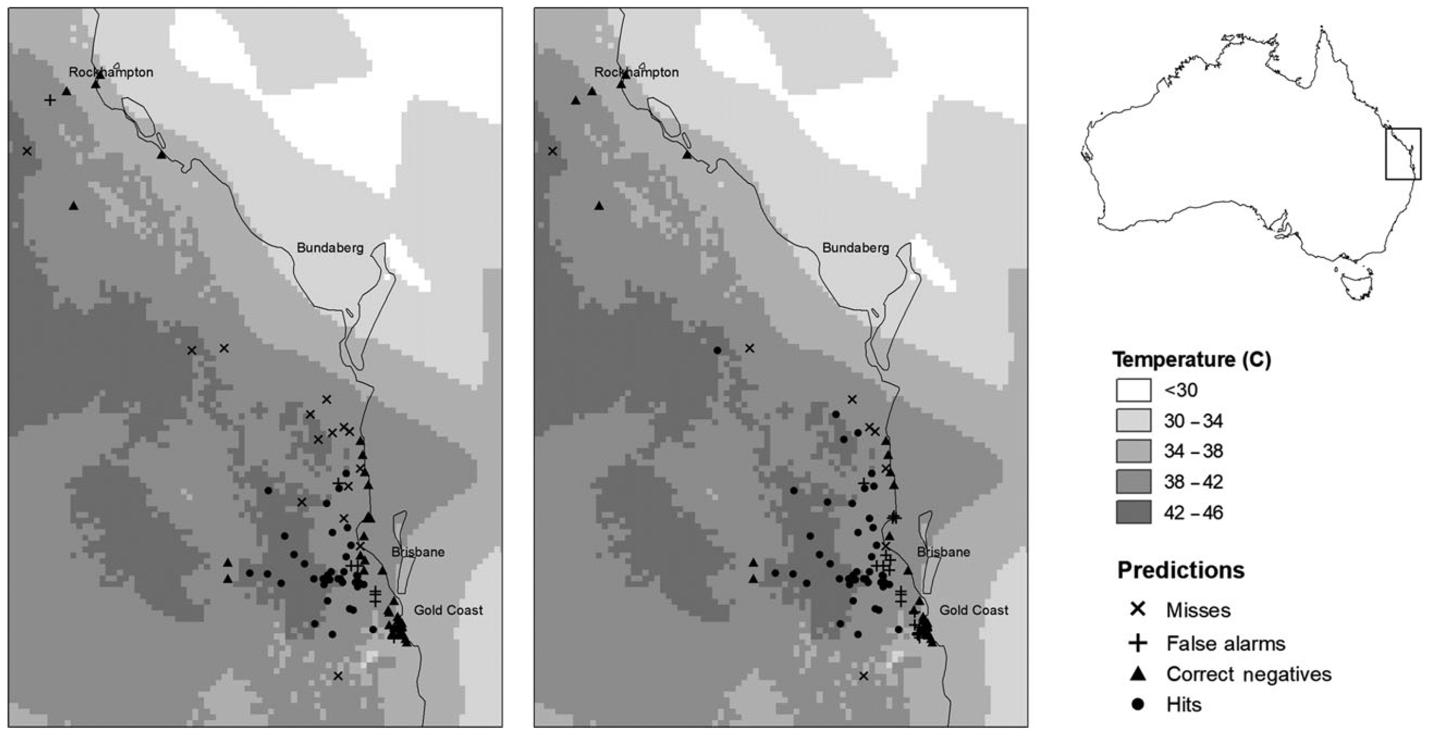 Rockhampton
Bundaberg
Brisbane
Gold Coast
Rockhampton
Bundaberg
Brisbane
Gold Coast
Temperature (C)
<30
30 – 34
34 – 38
38 – 42
42 – 46
Predictions
Misses
False alarms
Correct negatives
Hits